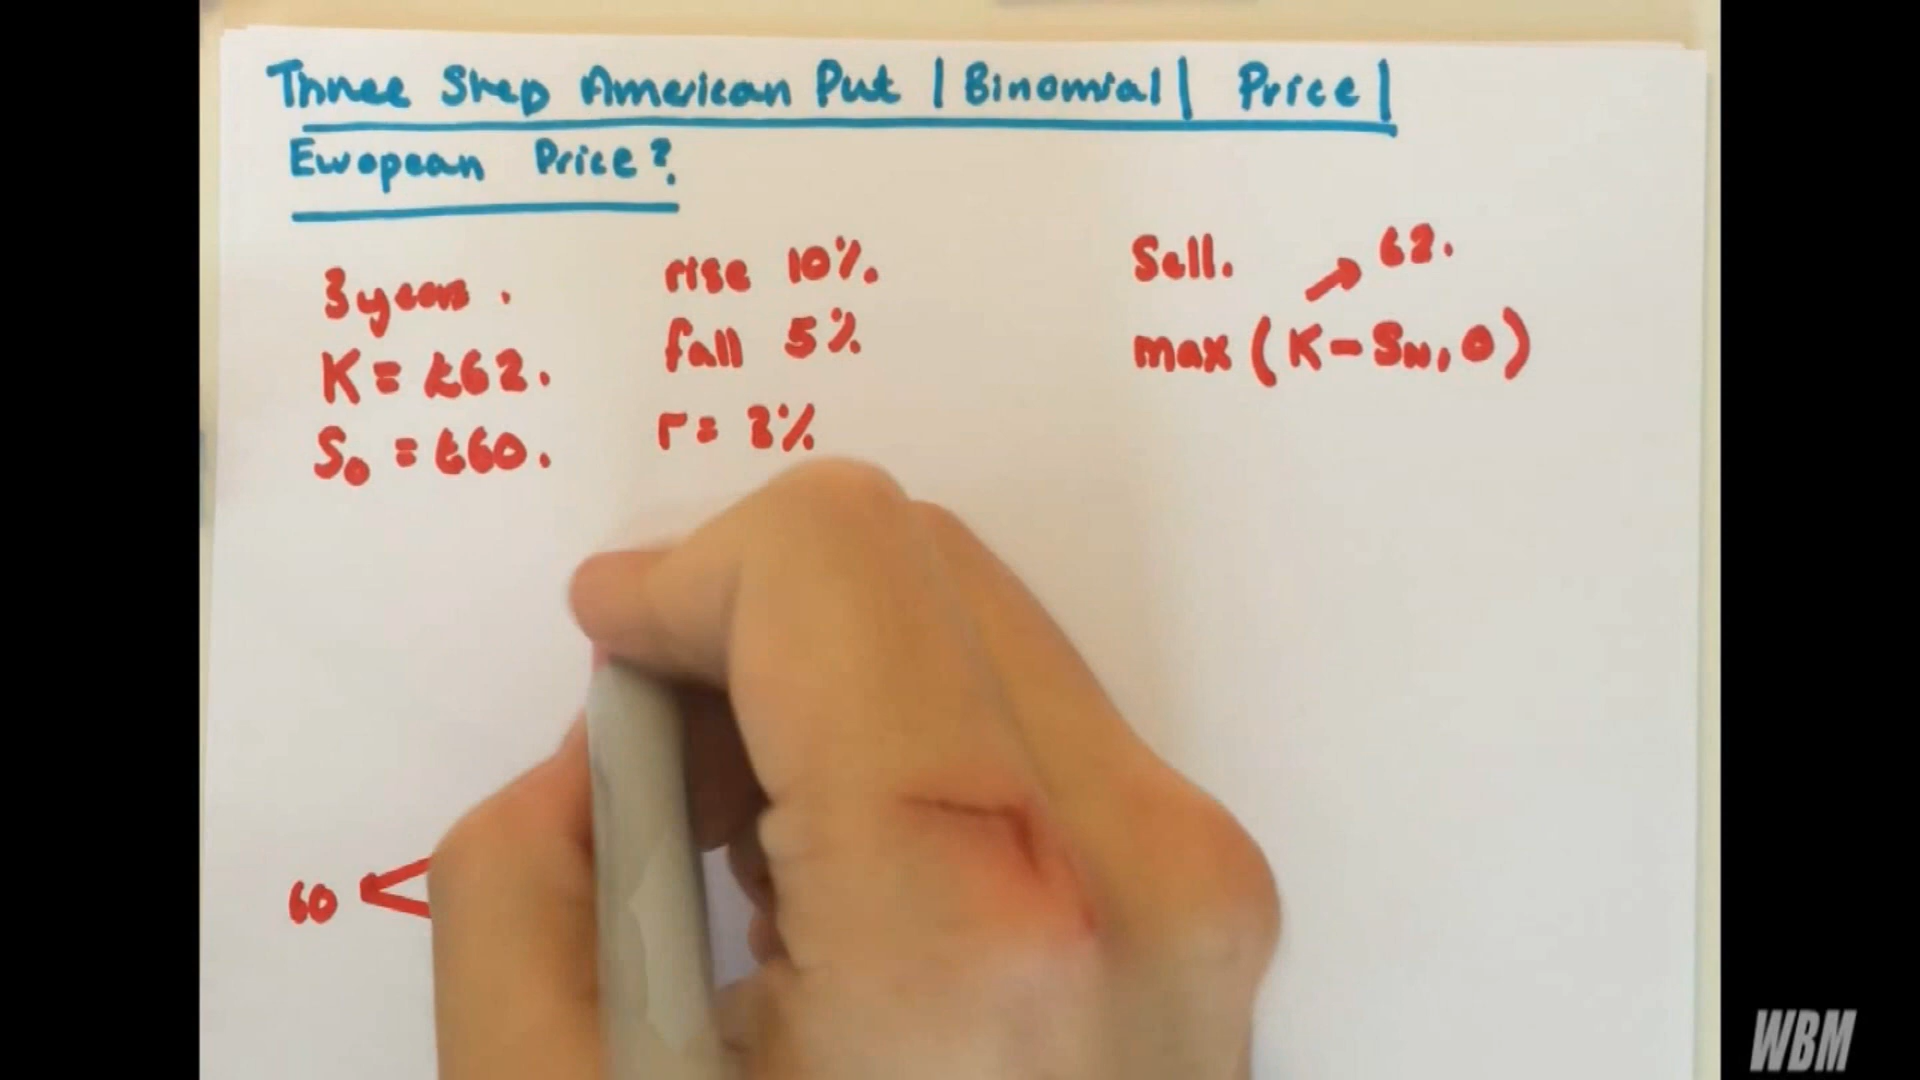 Three Step American Put | Binomial | Price |
European Price?
3 years.
K = £62.
S0 = £60.
rise 10%.
fall 5%
r = 2%
Sell.
62.
max (K-SN, 0)
60
WBM